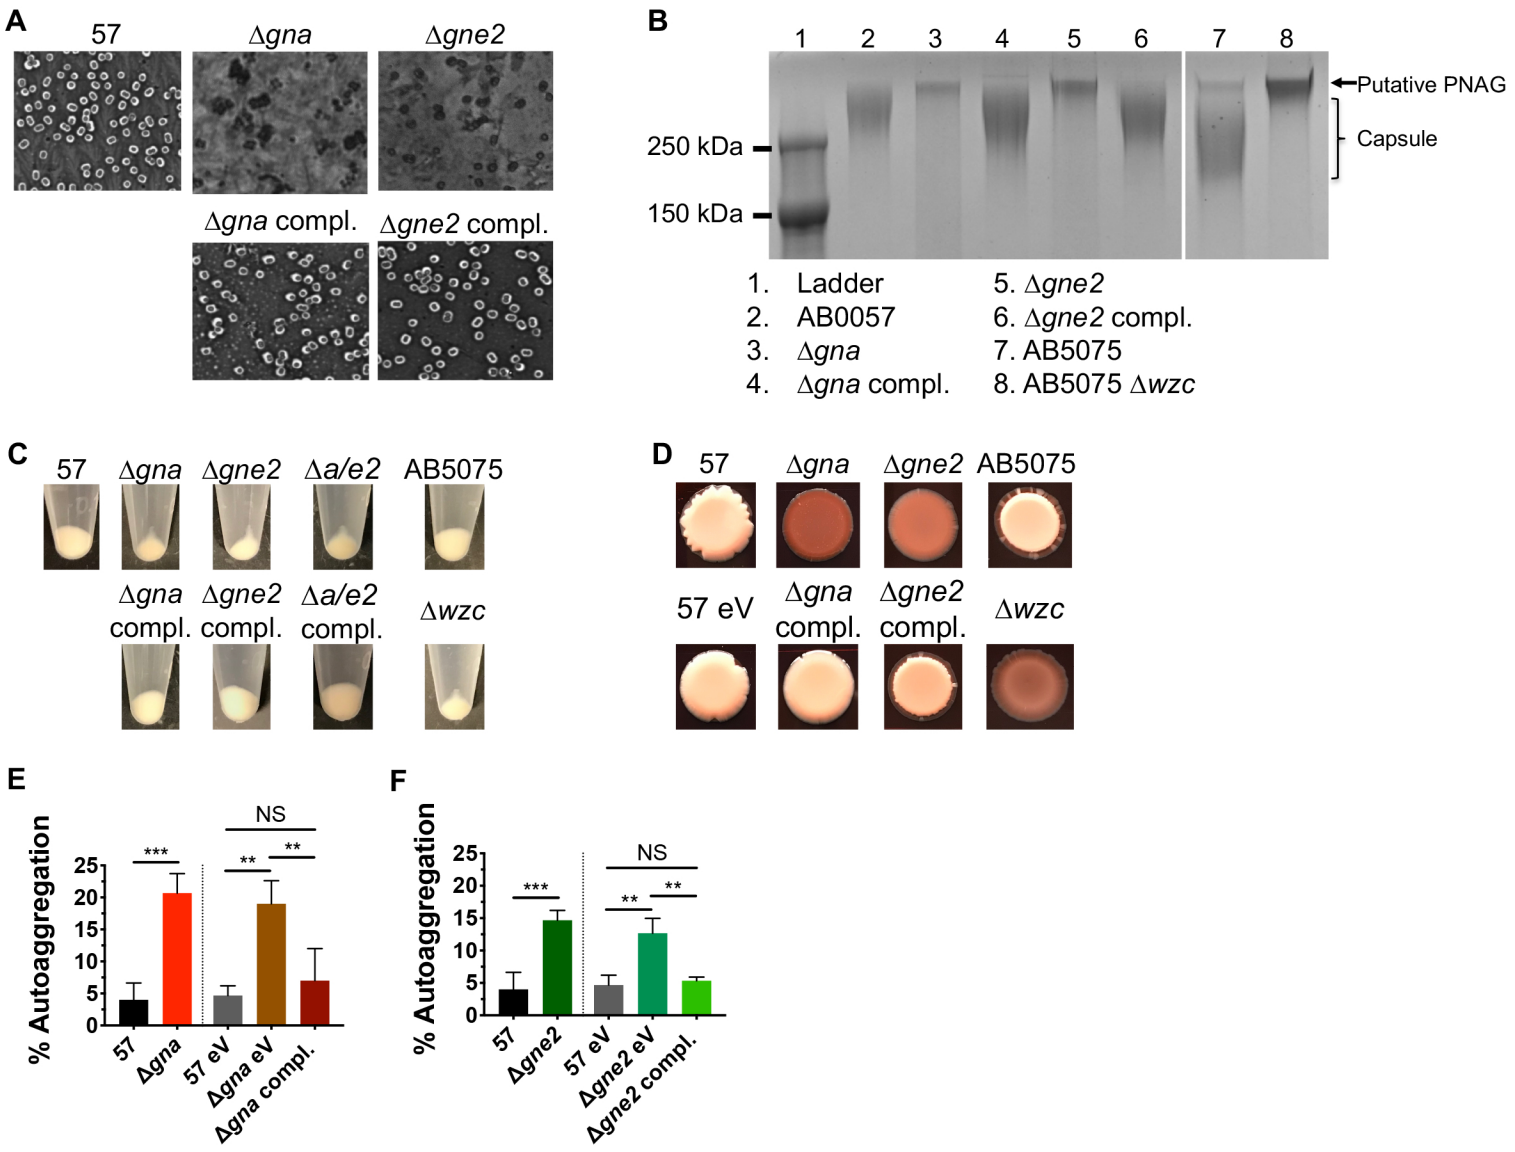 A
57
Δgna
Δgne2
Δgna compl.
Δgne2 compl.
B
1 2 3 4 5 6 7 8
Putative PNAG
250 kDa
Capsule
150 kDa
1. Ladder
2. AB0057
3. Δgna
4. Δgna compl.
5. Δgne2
6. Δgne2 compl.
7. AB5075
8. AB5075 Δwzc
C
57
Δgna
Δgne2
Δa/e2
AB5075
Δgna
compl.
Δgne2
compl.
Δa/e2
compl.
Δwzc
D
57
Δgna
Δgne2
AB5075
57 eV
Δgna
compl.
Δgne2
compl.
Δwzc
E
% Autoaggregation
25
20
15
10
5
0
***
NS
**
**
57
Δgna
57 eV
Δgna eV
Δgna compl.
F
% Autoaggregation
25
20
15
10
5
0
***
NS
**
**
57
Δgne2
57 eV
Δgne2 eV
Δgne2 compl.